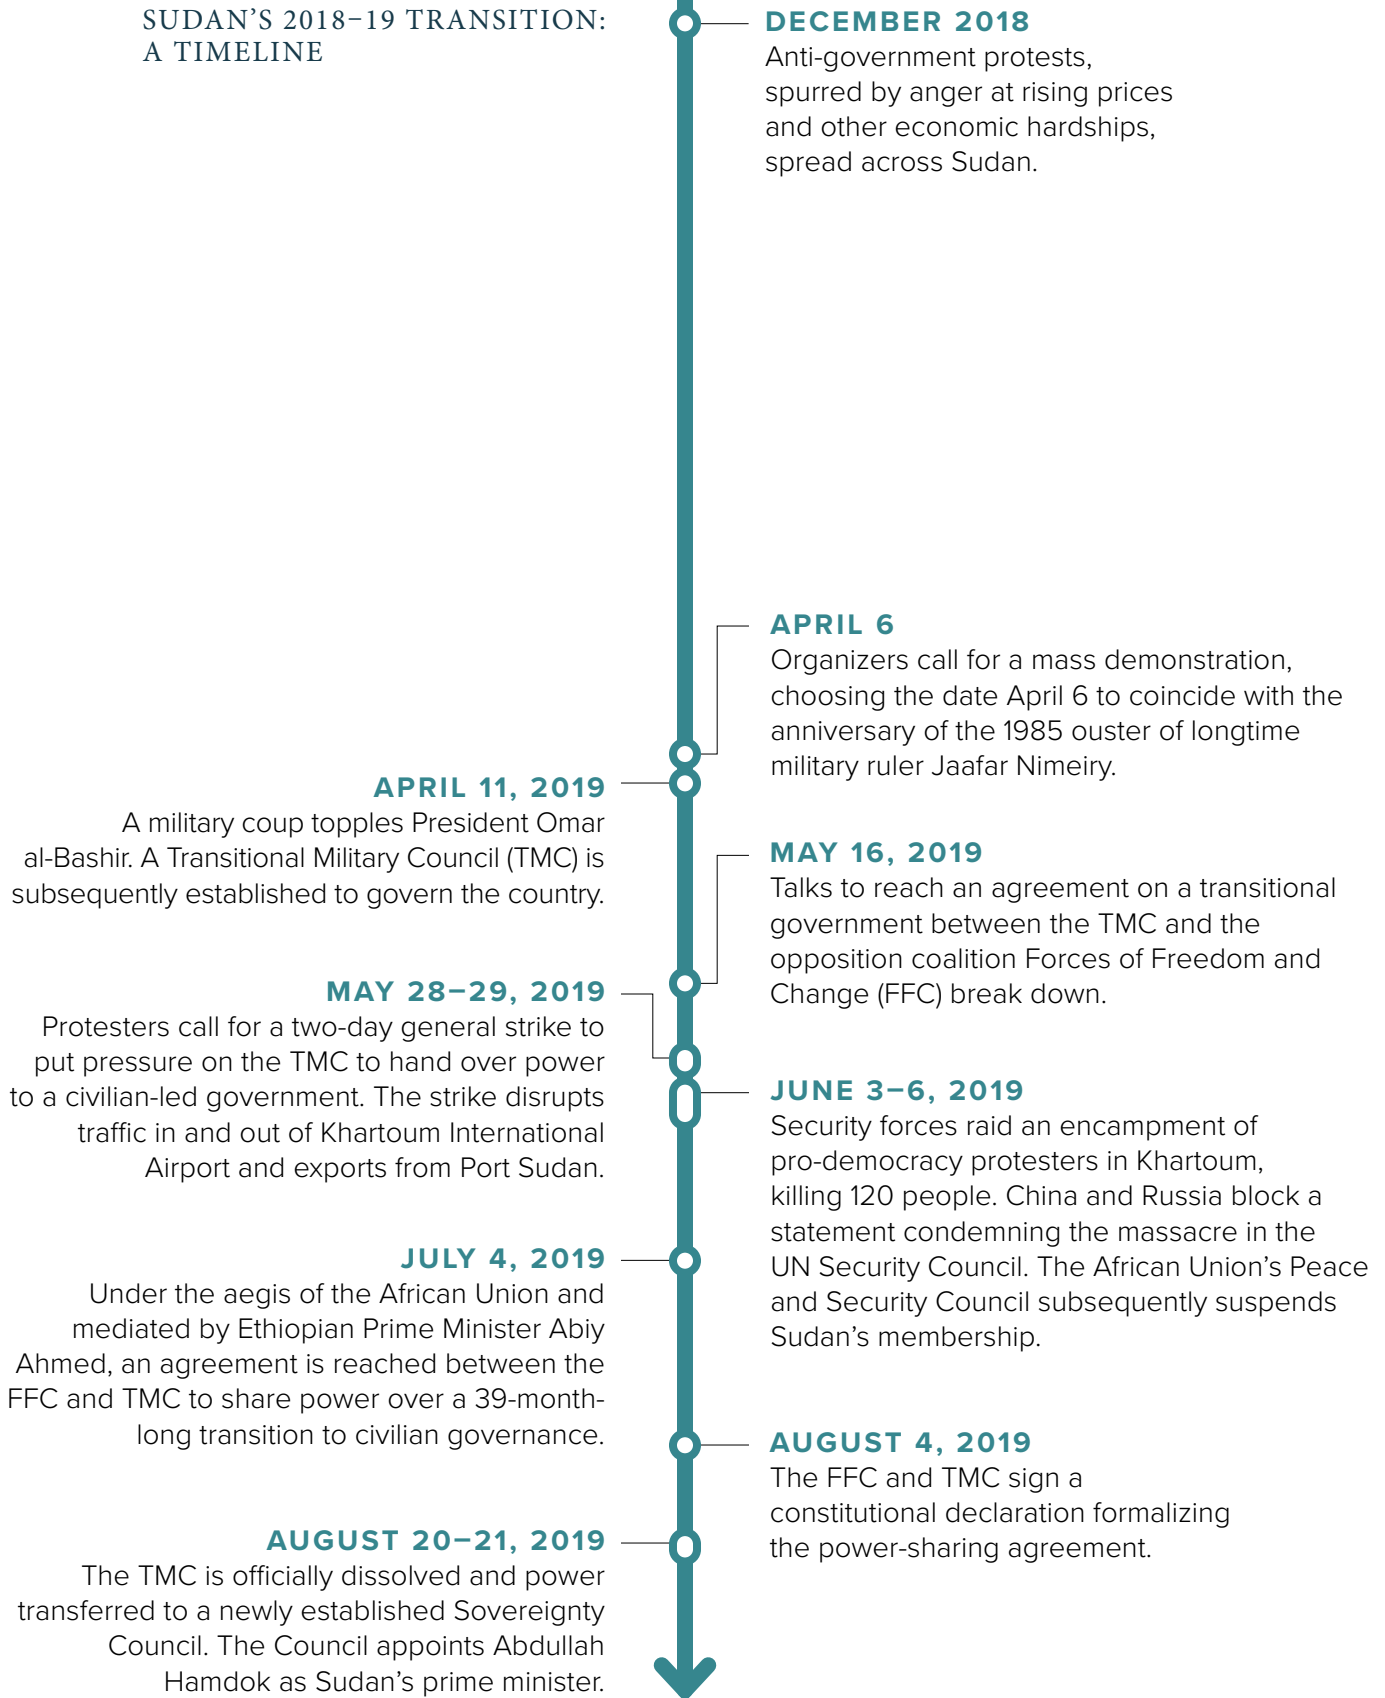 SUDAN’S 2018–19 TRANSITION:
A TIMELINE
DECEMBER 2018
Anti-government protests,
spurred by anger at rising prices
and other economic hardships,
spread across Sudan.
APRIL 6
Organizers call for a mass demonstration,
choosing the date April 6 to coincide with the
anniversary of the 1985 ouster of longtime
military ruler Jaafar Nimeiry.
APRIL 11, 2019
A military coup topples President Omar
al-Bashir. A Transitional Military Council (TMC) is
subsequently established to govern the country.
MAY 16, 2019
Talks to reach an agreement on a transitional
government between the TMC and the
opposition coalition Forces of Freedom and
Change (FFC) break down.
MAY 28–29, 2019
Protesters call for a two-day general strike to
put pressure on the TMC to hand over power
to a civilian-led government. The strike disrupts
traffic in and out of Khartoum International
Airport and exports from Port Sudan.
JUNE 3–6, 2019
Security forces raid an encampment of
pro-democracy protesters in Khartoum,
killing 120 people. China and Russia block a
statement condemning the massacre in the
UN Security Council. The African Union’s Peace
and Security Council subsequently suspends
Sudan’s membership.
JULY 4, 2019
Under the aegis of the African Union and
mediated by Ethiopian Prime Minister Abiy
Ahmed, an agreement is reached between the
FFC and TMC to share power over a 39-month-
long transition to civilian governance.
AUGUST 4, 2019
The FFC and TMC sign a
constitutional declaration formalizing
the power-sharing agreement.
AUGUST 20–21, 2019
The TMC is officially dissolved and power
transferred to a newly established Sovereignty
Council. The Council appoints Abdullah
Hamdok as Sudan’s prime minister.